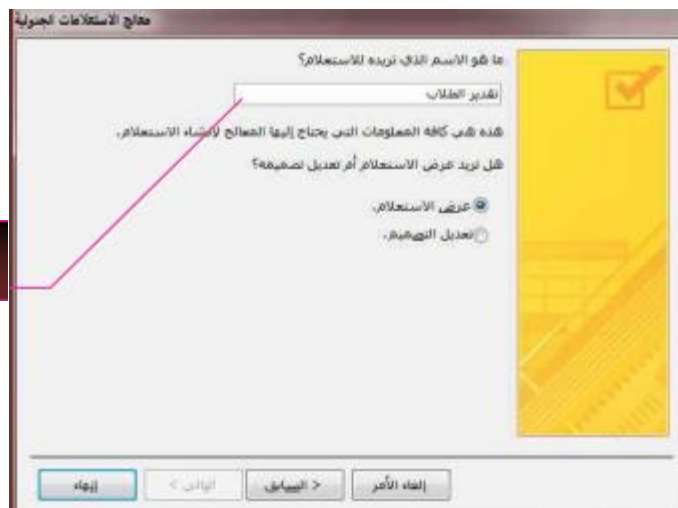 معالج الاستعلامات الجدولية
ما هو الاسم الذي تريده للاستعلام؟
تقدير الطلاب
هذه هي كافة المعلومات التي يحتاج إليها المعالج لإنشاء الاستعلام.
هل تريد عرض الاستعلام أم تعديل تصميمه؟
عرض الاستعلام.
تعديل التصميم.
إلغاء الأمر
< السابق
التالي >
إنهاء